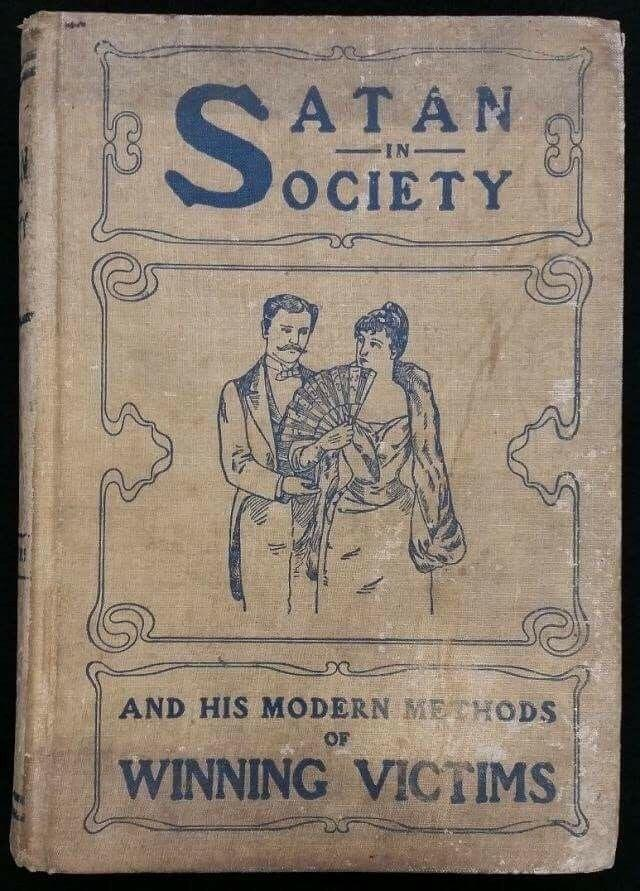 SATAN
IN
SOCIETY
AND HIS MODERN METHODS
OF
WINNING VICTIMS